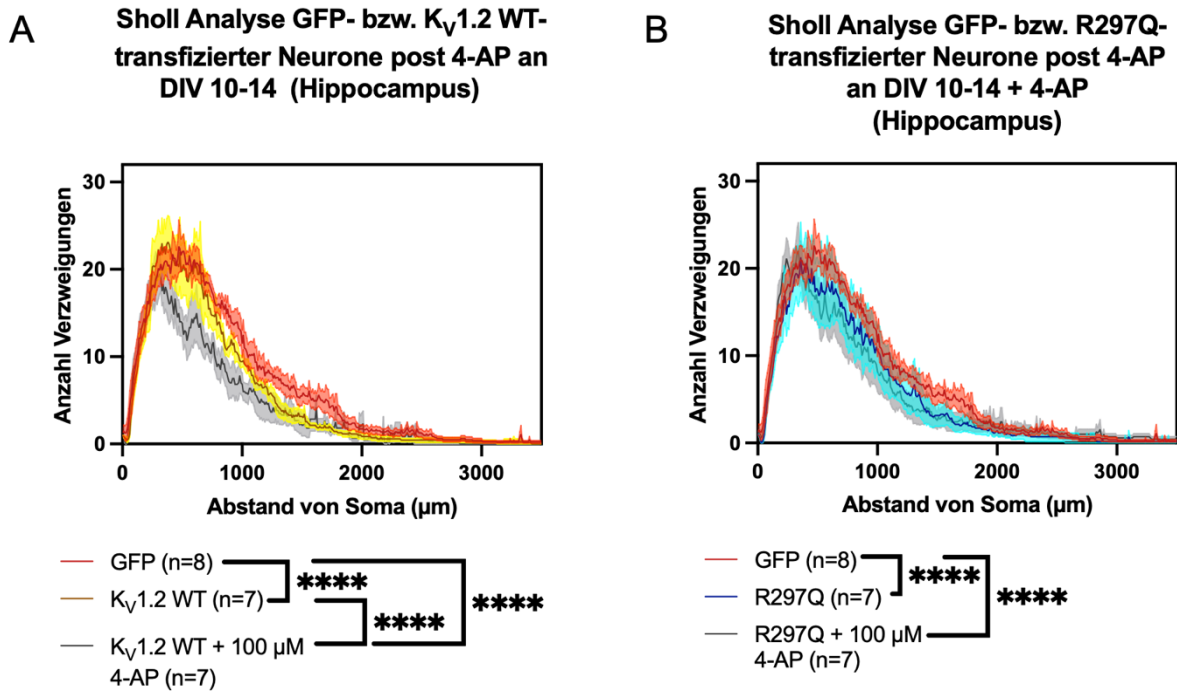 A
Sholl Analyse GFP- bzw. KV1.2 WT-
transfizierter Neurone post 4-AP an
DIV 10-14 (Hippocampus)
30
20
10
0
Anzahl Verzweigungen
0 1000 2000 3000
Abstand von Soma (µm)
GFP (n=8)
KV1.2 WT (n=7)
KV1.2 WT + 100 µM
4-AP (n=7)
****
****
****
B
Sholl Analyse GFP- bzw. R297Q-
transfizierter Neurone post 4-AP
an DIV 10-14 + 4-AP
(Hippocampus)
30
20
10
0
Anzahl Verzweigungen
0 1000 2000 3000
Abstand von Soma (µm)
GFP (n=8)
R297Q (n=7)
R297Q + 100 µM
4-AP (n=7)
****
****